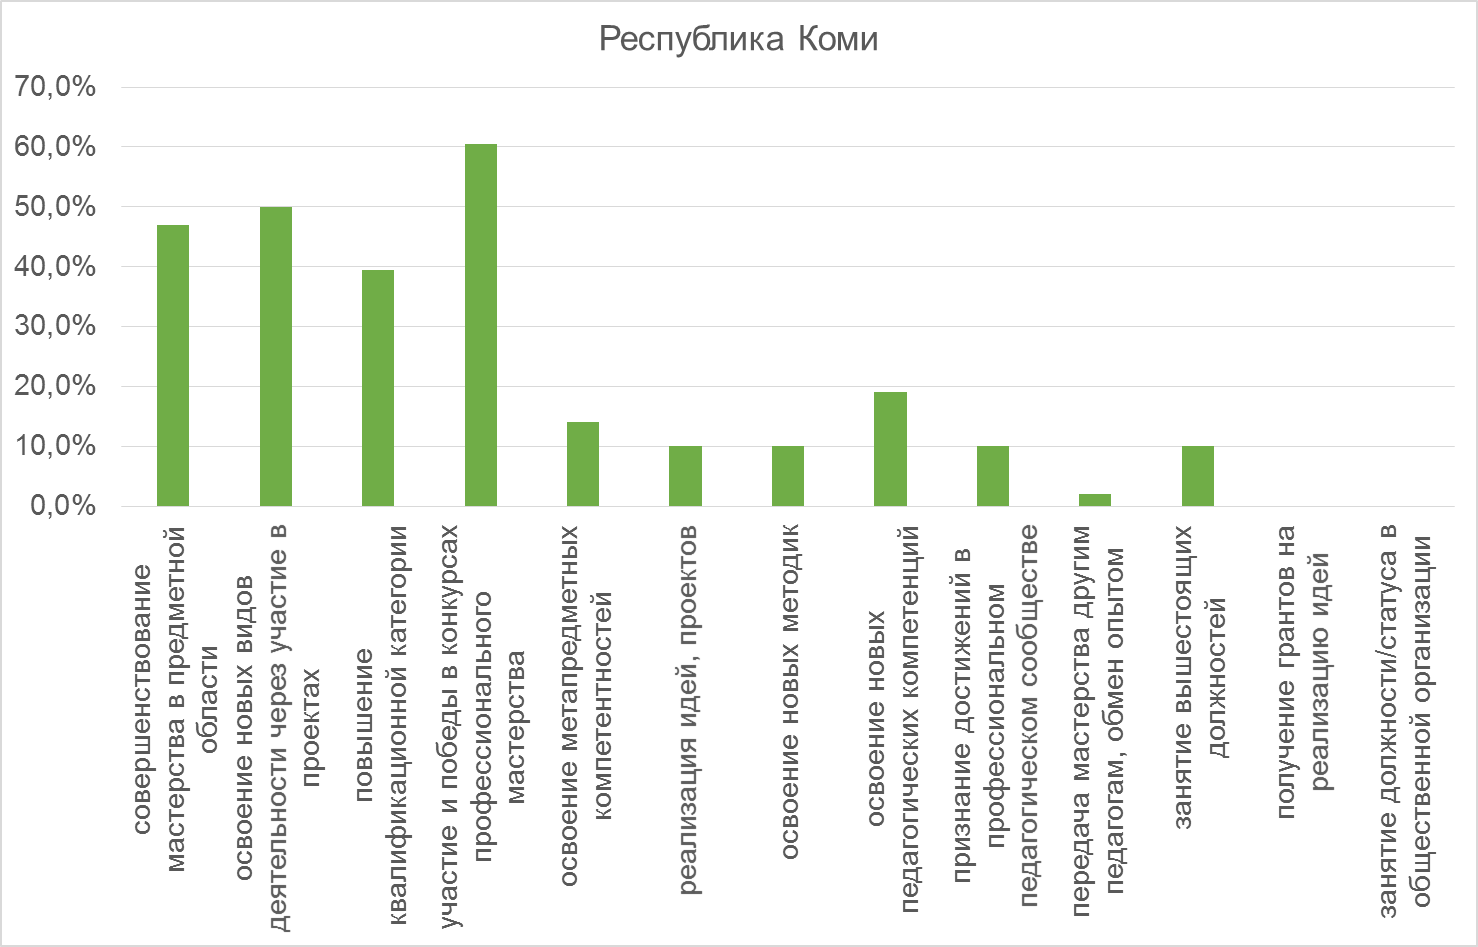 Республика Коми
70,0%
60,0%
50,0%
40,0%
30,0%
20,0%
10,0%
0,0%
совершенствование
мастерства в предметной
области
освоение новых видов
деятельности через участие в
проектах
повышение
квалификационной категории
участие и победы в конкурсах
профессионального
мастерства
освоение метапредметных
компетентностей
реализация идей, проектов
освоение новых методик
освоение новых
педагогических компетенций
признание достижений в
профессиональном
педагогическом сообществе
передача мастерства другим
педагогам, обмен опытом
занятие вышестоящих
должностей
получение грантов на
реализацию идей
занятие должности/статуса в
общественной организации